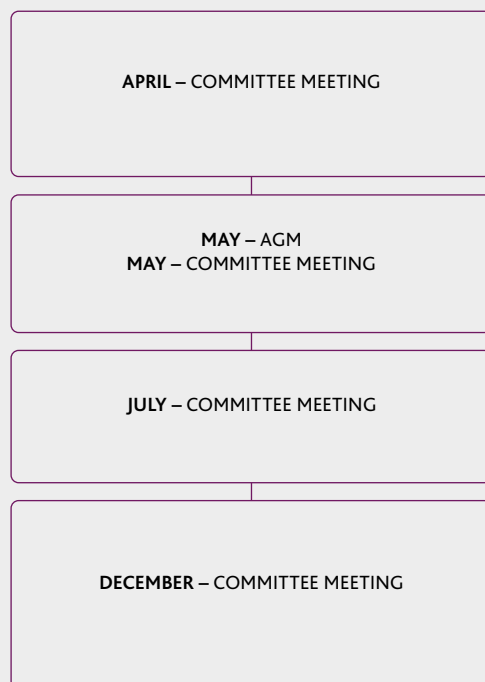 APRIL – COMMITTEE MEETING
MAY – AGM
MAY – COMMITTEE MEETING
JULY – COMMITTEE MEETING
DECEMBER – COMMITTEE MEETING